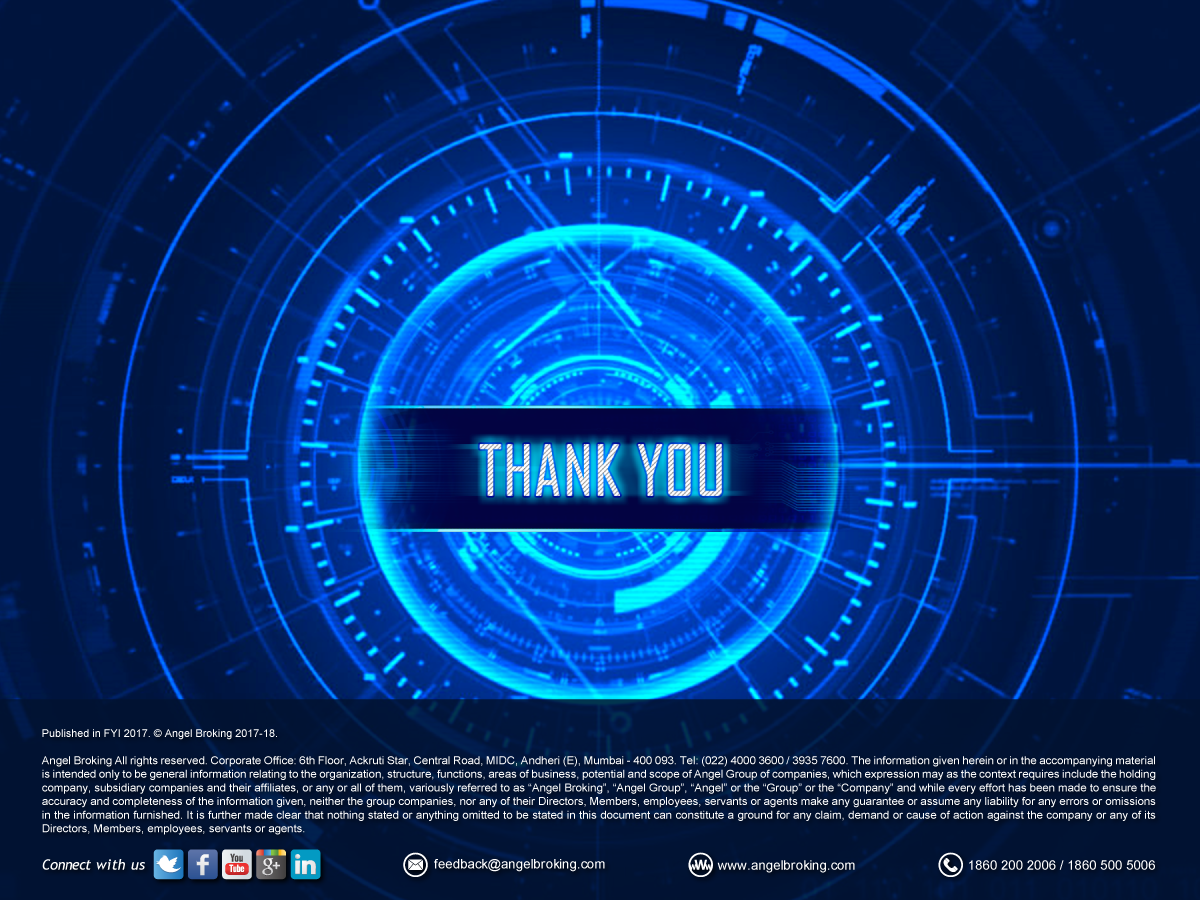 THANK YOU
Published in FYI 2017. © Angel Broking 2017-18.
Angel Broking All rights reserved. Corporate Office: 6th Floor, Ackruti Star, Central Road, MIDC, Andheri (E), Mumbai - 400 093. Tel: (022) 4000 3600 / 3935 7600. The information given herein or in the accompanying material
is intended only to be general information relating to the organization, structure, functions, areas of business, potential and scope of Angel Group of companies, which expression may as the context requires include the holding
company, subsidiary companies and their affiliates, or any or all of them, variously referred to as “Angel Broking”, “Angel Group”, “Angel” or the “Group” or the “Company” and while every effort has been made to ensure the
accuracy and completeness of the information given, neither the group companies, nor any of their Directors, Members, employees, servants or agents make any guarantee or assume any liability for any errors or omissions
in the information furnished. It is further made clear that nothing stated or anything omitted to be stated in this document can constitute a ground for any claim, demand or cause of action against the company or any of its
Directors, Members, employees, servants or agents.
Connect with us f You Tube g+ in feedback@angelbroking.com www.angelbroking.com 1860 200 2006 / 1860 500 5006